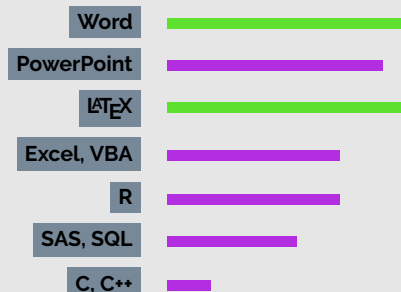 Word
PowerPoint
LATEX
Excel, VBA
R
SAS, SQL
C, C++